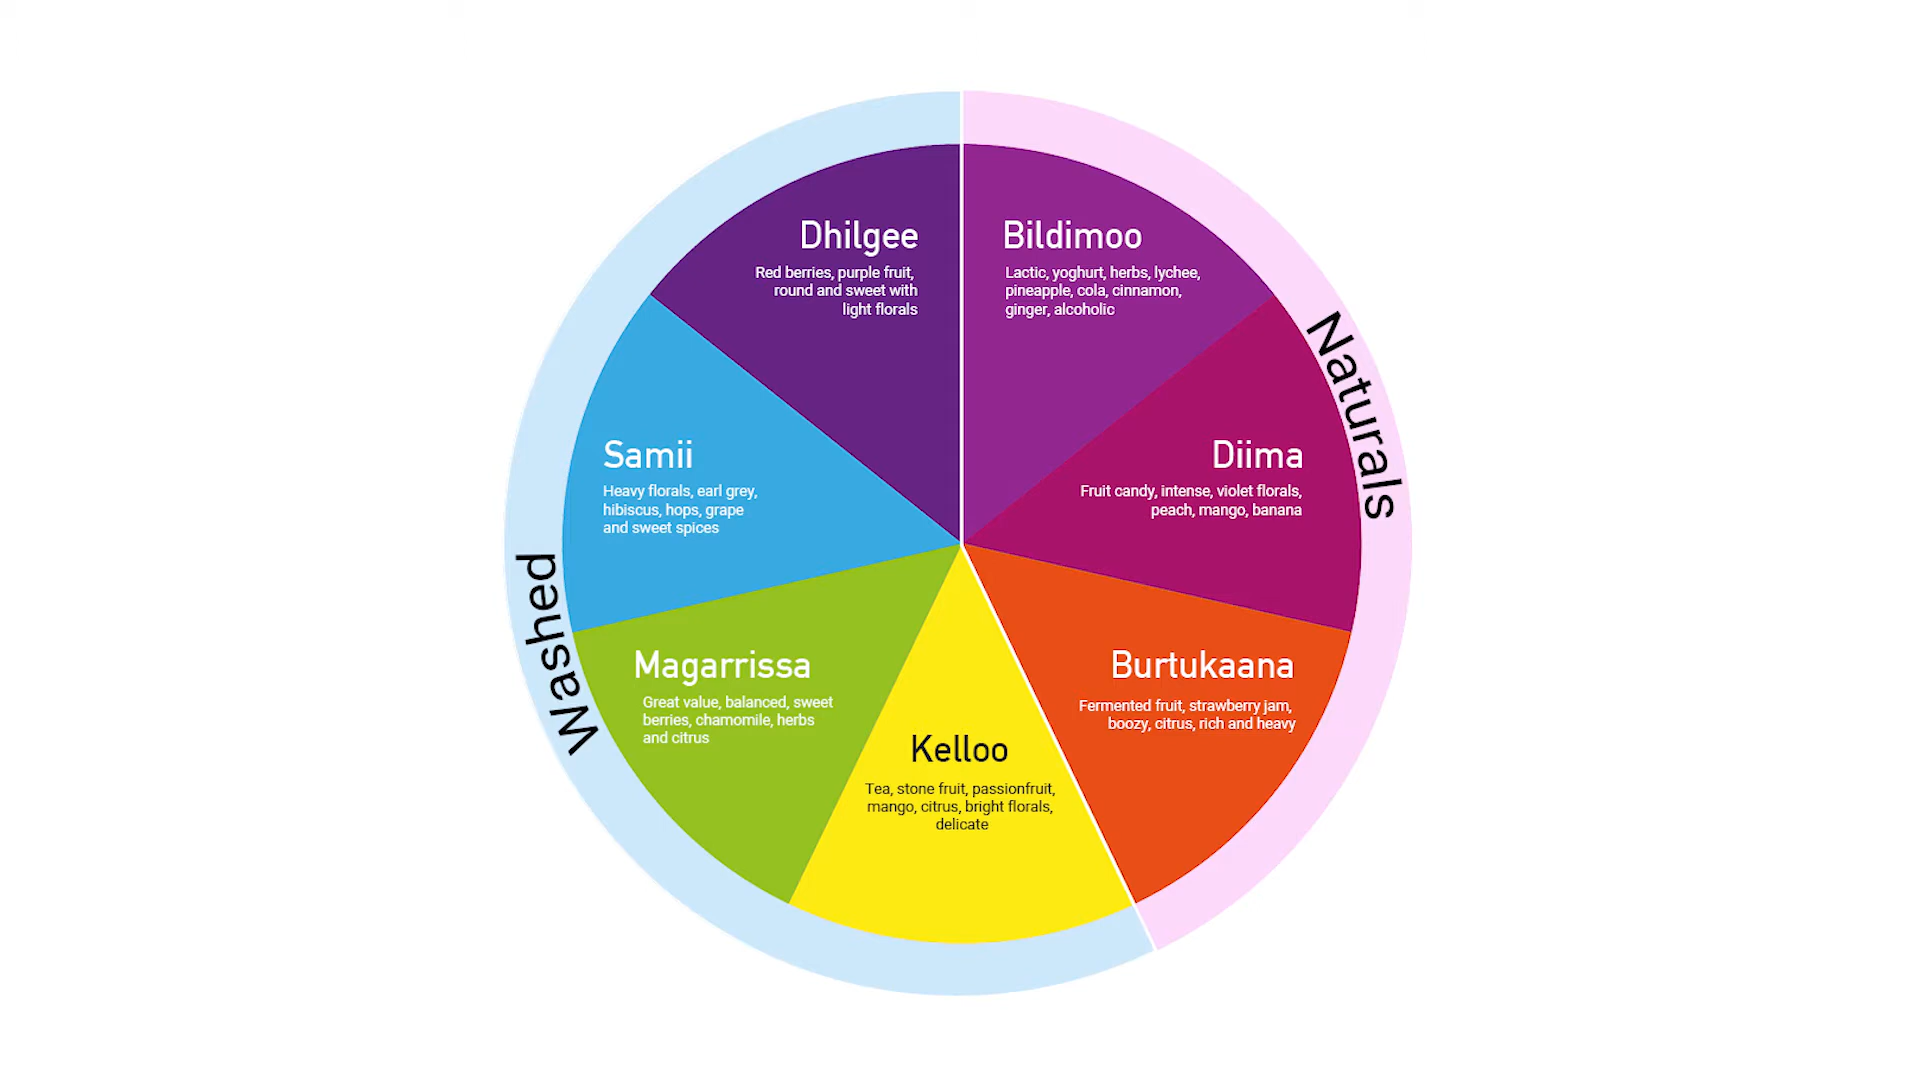 Dhilgee
Red berries, purple fruit,
round and sweet with
light florals
Bildimoo
Lactic, yoghurt, herbs, lychee,
pineapple, cola, cinnamon,
ginger, alcoholic
Naturals
Samii
Heavy florals, earl grey,
hibiscus, hops, grape
and sweet spices
Diima
Fruit candy, intense, violet florals,
peach, mango, banana
Washed
Magarrissa
Great value, balanced, sweet
berries, chamomile, herbs
and citrus
Burtukaana
Fermented fruit, strawberry jam,
boozy, citrus, rich and heavy
Kelloo
Tea, stone fruit, passionfruit,
mango, citrus, bright florals,
delicate